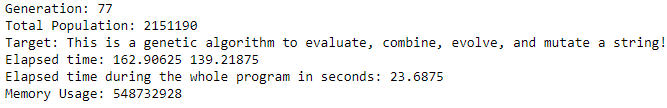 Generation: 77
Total Population: 2151190
Target: This is a genetic algorithm to evaluate, combine, evolve, and mutate a string!
Elapsed time: 162.90625 139.21875
Elapsed time during the whole program in seconds: 23.6875
Memory Usage: 548732928